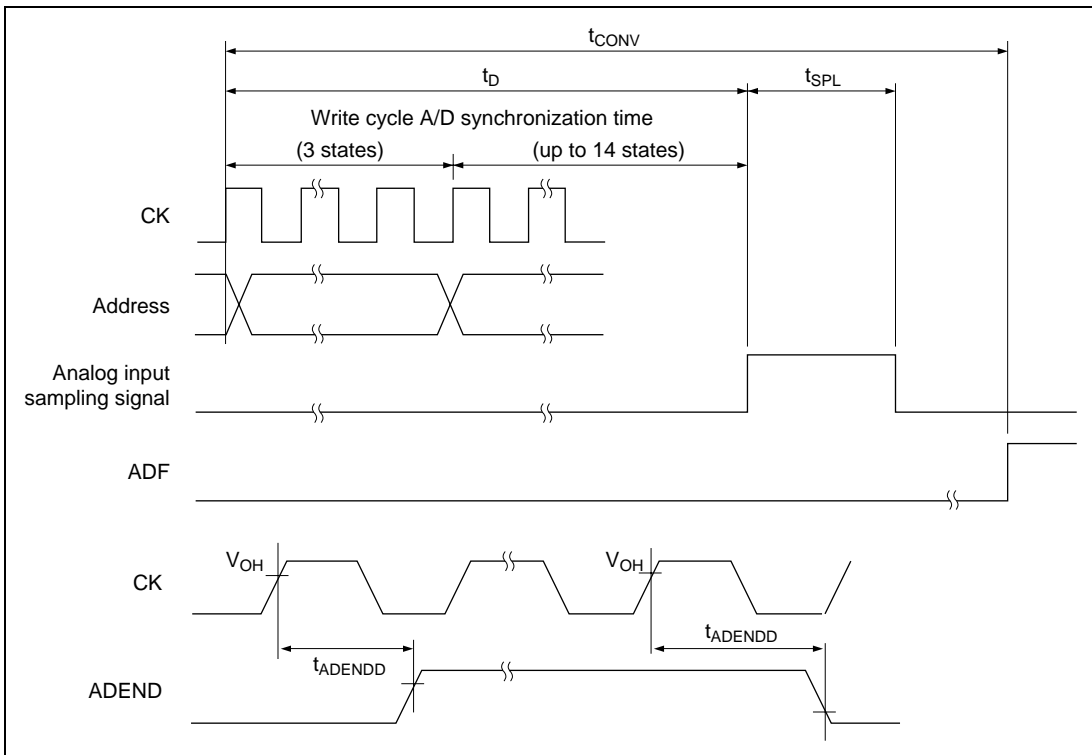 tCONV
tD tSPL
Write cycle A/D synchronization time
(3 states) (up to 14 states)
CK
Address
Analog input
sampling signal
ADF
VOH VOH
CK
tADENDD
tADENDD
ADEND